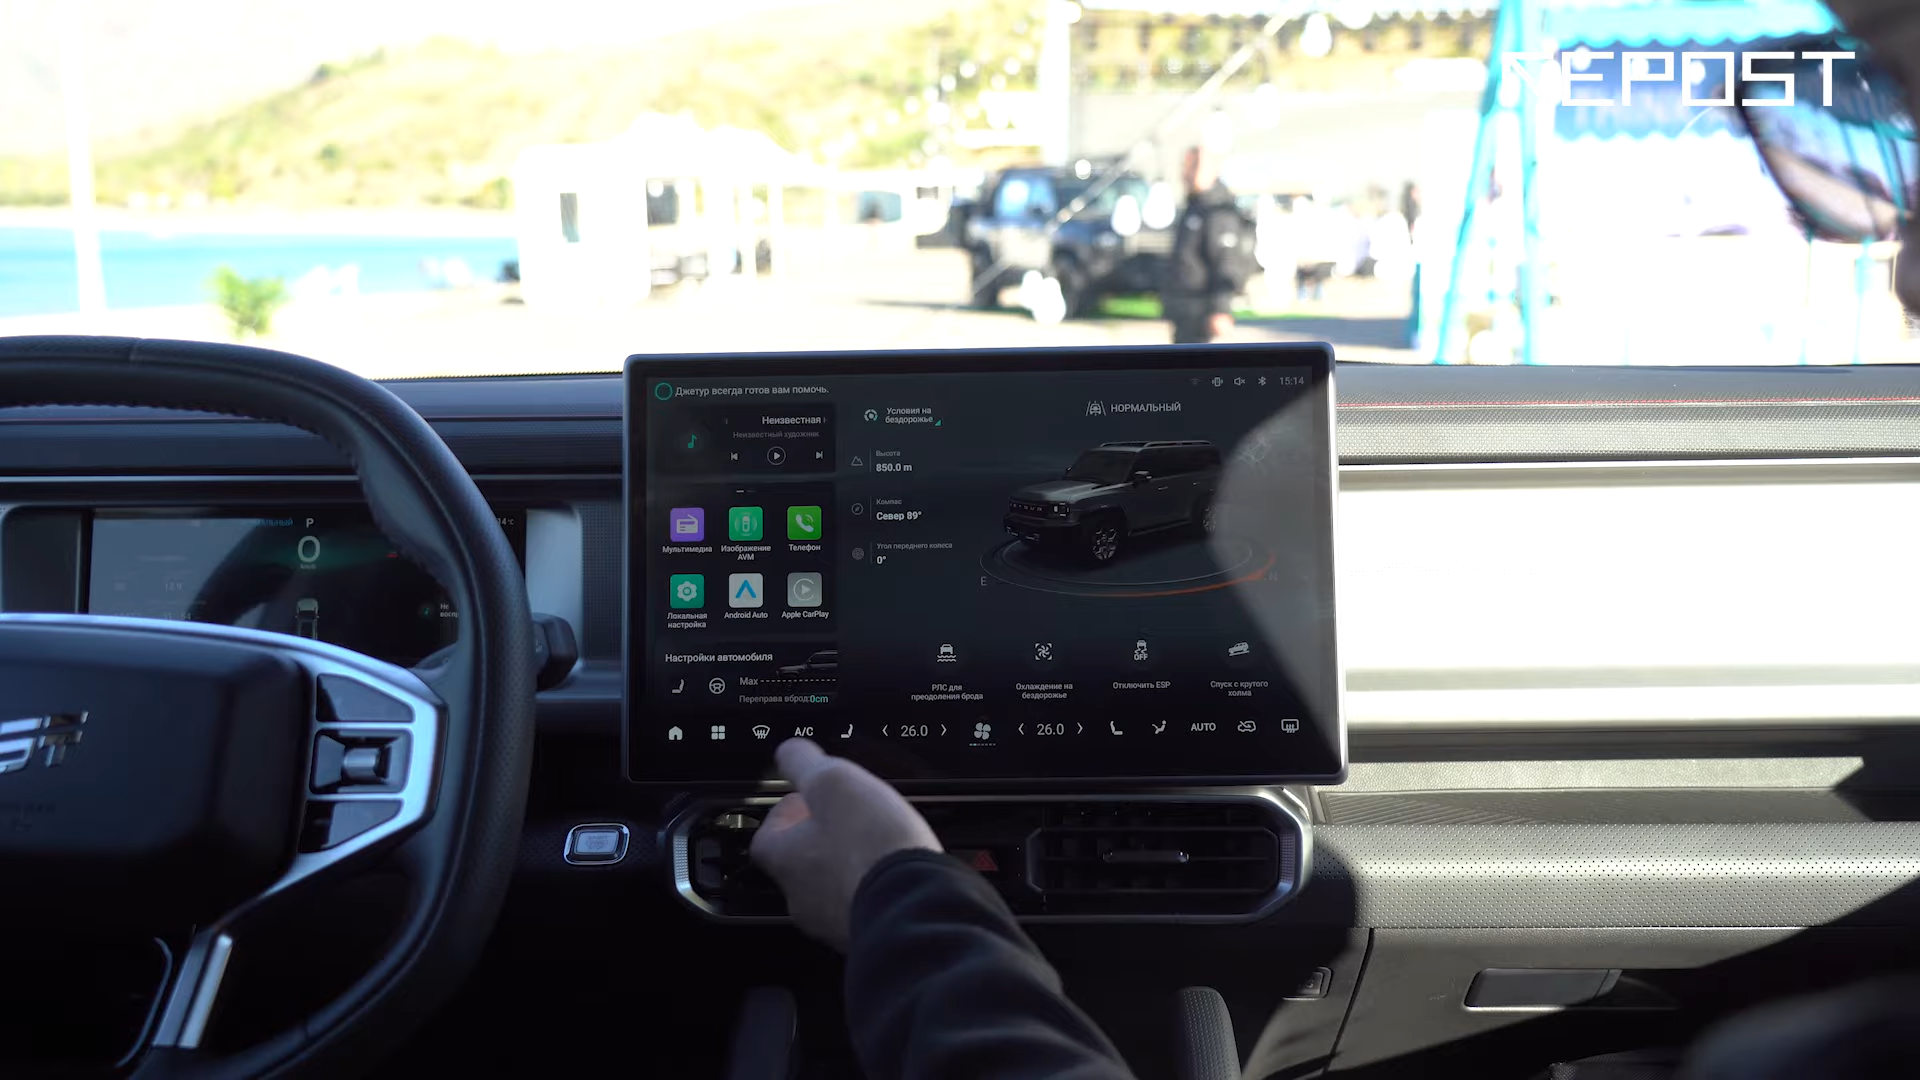 REPOST
Джетур всегда готов вам помочь.
15:14
Неизвестная
Неизвестный художник
Условия на
бездорожье
НОРМАЛЬНЫЙ
Высота
850.0 m
Компас
Север 89°
Угол переднего колеса
0°
E
N
Мультимедиа
Изображение
AVM
Телефон
Локальная
настройка
Android Auto
Apple CarPlay
Настройки автомобиля
Max
Переправа вброд:0cm
РЛС для
преодоления брода
Охлаждение на
бездорожье
OFF
Отключить ESP
Спуск с крутого
холма
A/C
26.0
26.0
AUTO
P
0
14°C